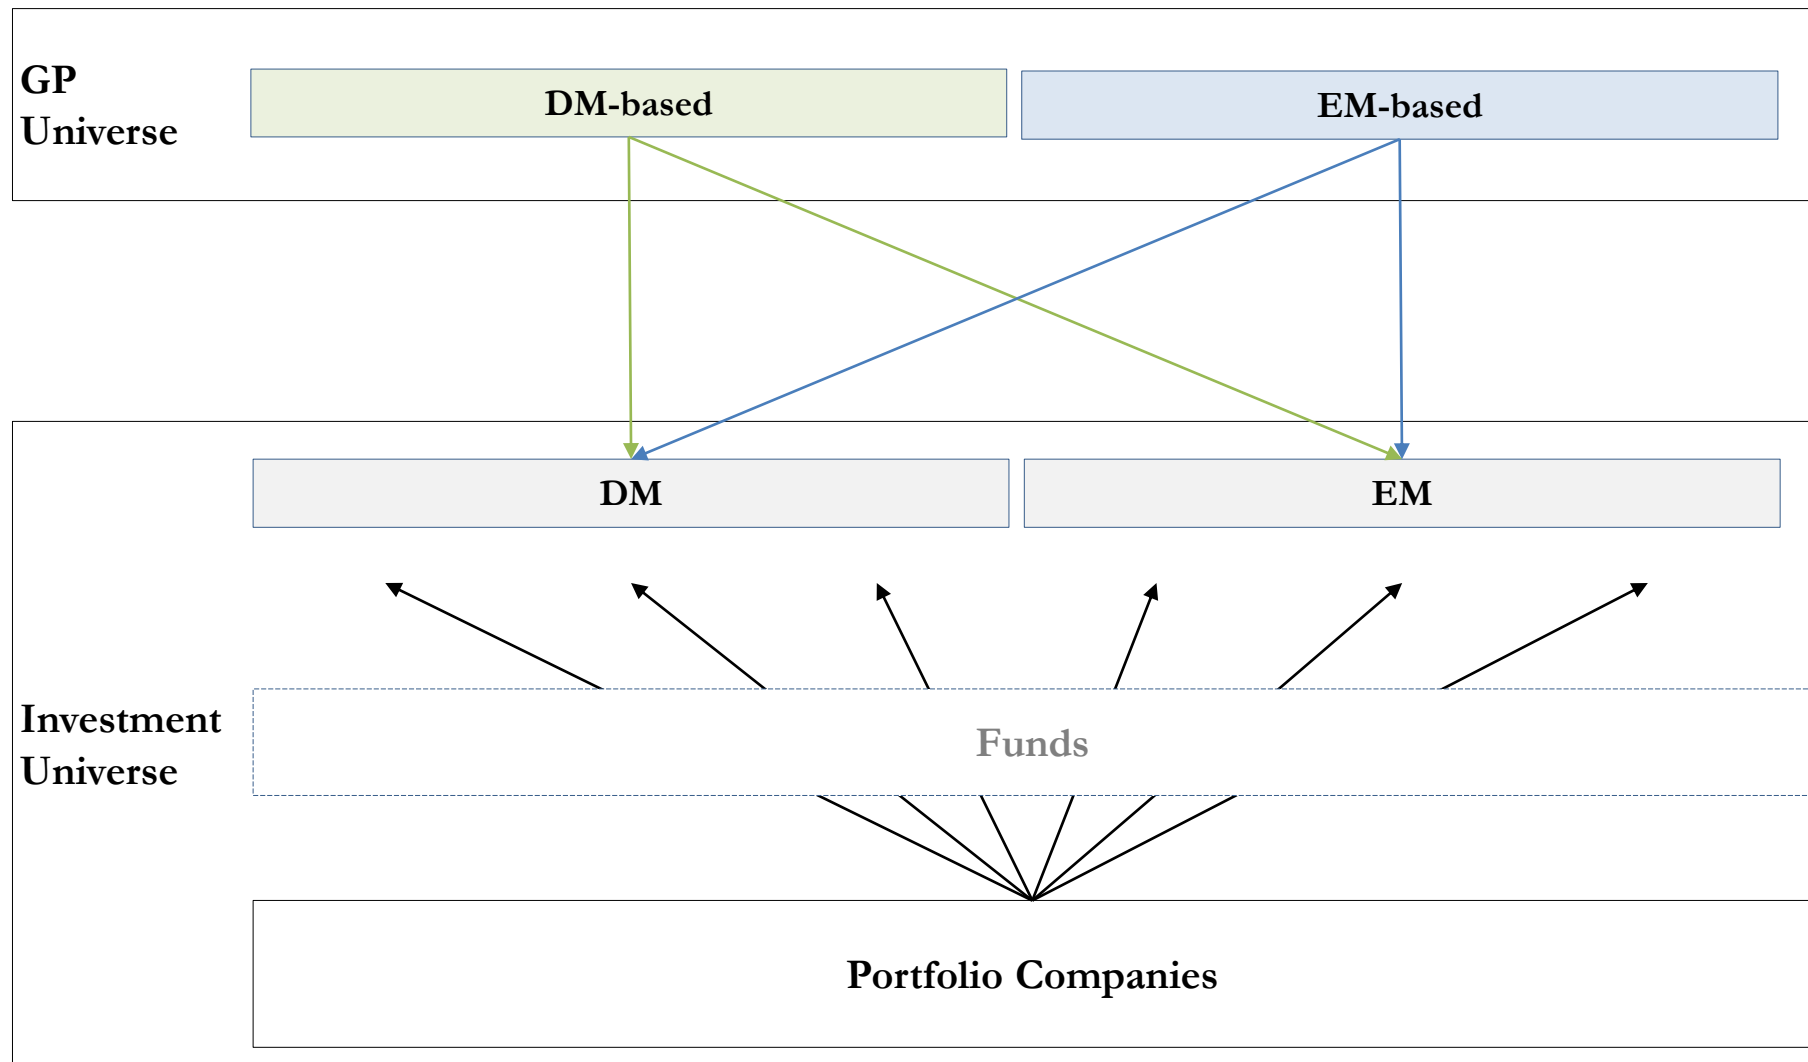 GP
Universe
DM-based
EM-based
DM
EM
Investment
Universe
Funds
Portfolio Companies